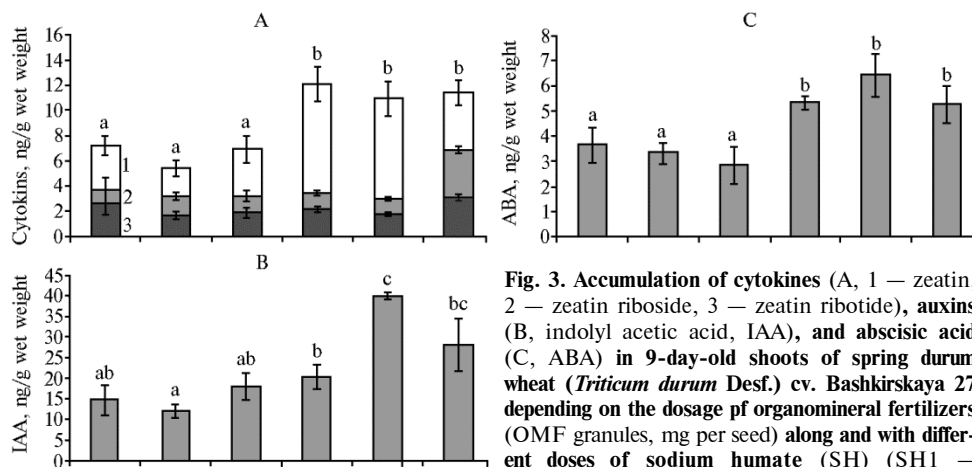 A
Cytokins, ng/g wet weight
16
14
12
10
8
6
4
2
0
a
a
a
b
b
b
1
2
3
C
ABA, ng/g wet weight
8
7
6
5
4
3
2
1
0
a
a
a
b
b
b
B
IAA, ng/g wet weight
45
40
35
30
25
20
15
10
5
0
ab
a
ab
b
c
bc
Fig. 3. Accumulation of cytokines (A, 1 — zeatin,
2 — zeatin riboside, 3 — zeatin ribotide), auxins
(B, indolyl acetic acid, IAA), and abscisic acid
(C, ABA) in 9-day-old shoots of spring durum
wheat (Triticum durum Desf.) cv. Bashkirskaya 27
depending on the dosage pf organomineral fertilizers
(OMF granules, mg per seed) along and with differ-
ent doses of sodium humate (SH) (SH1 —